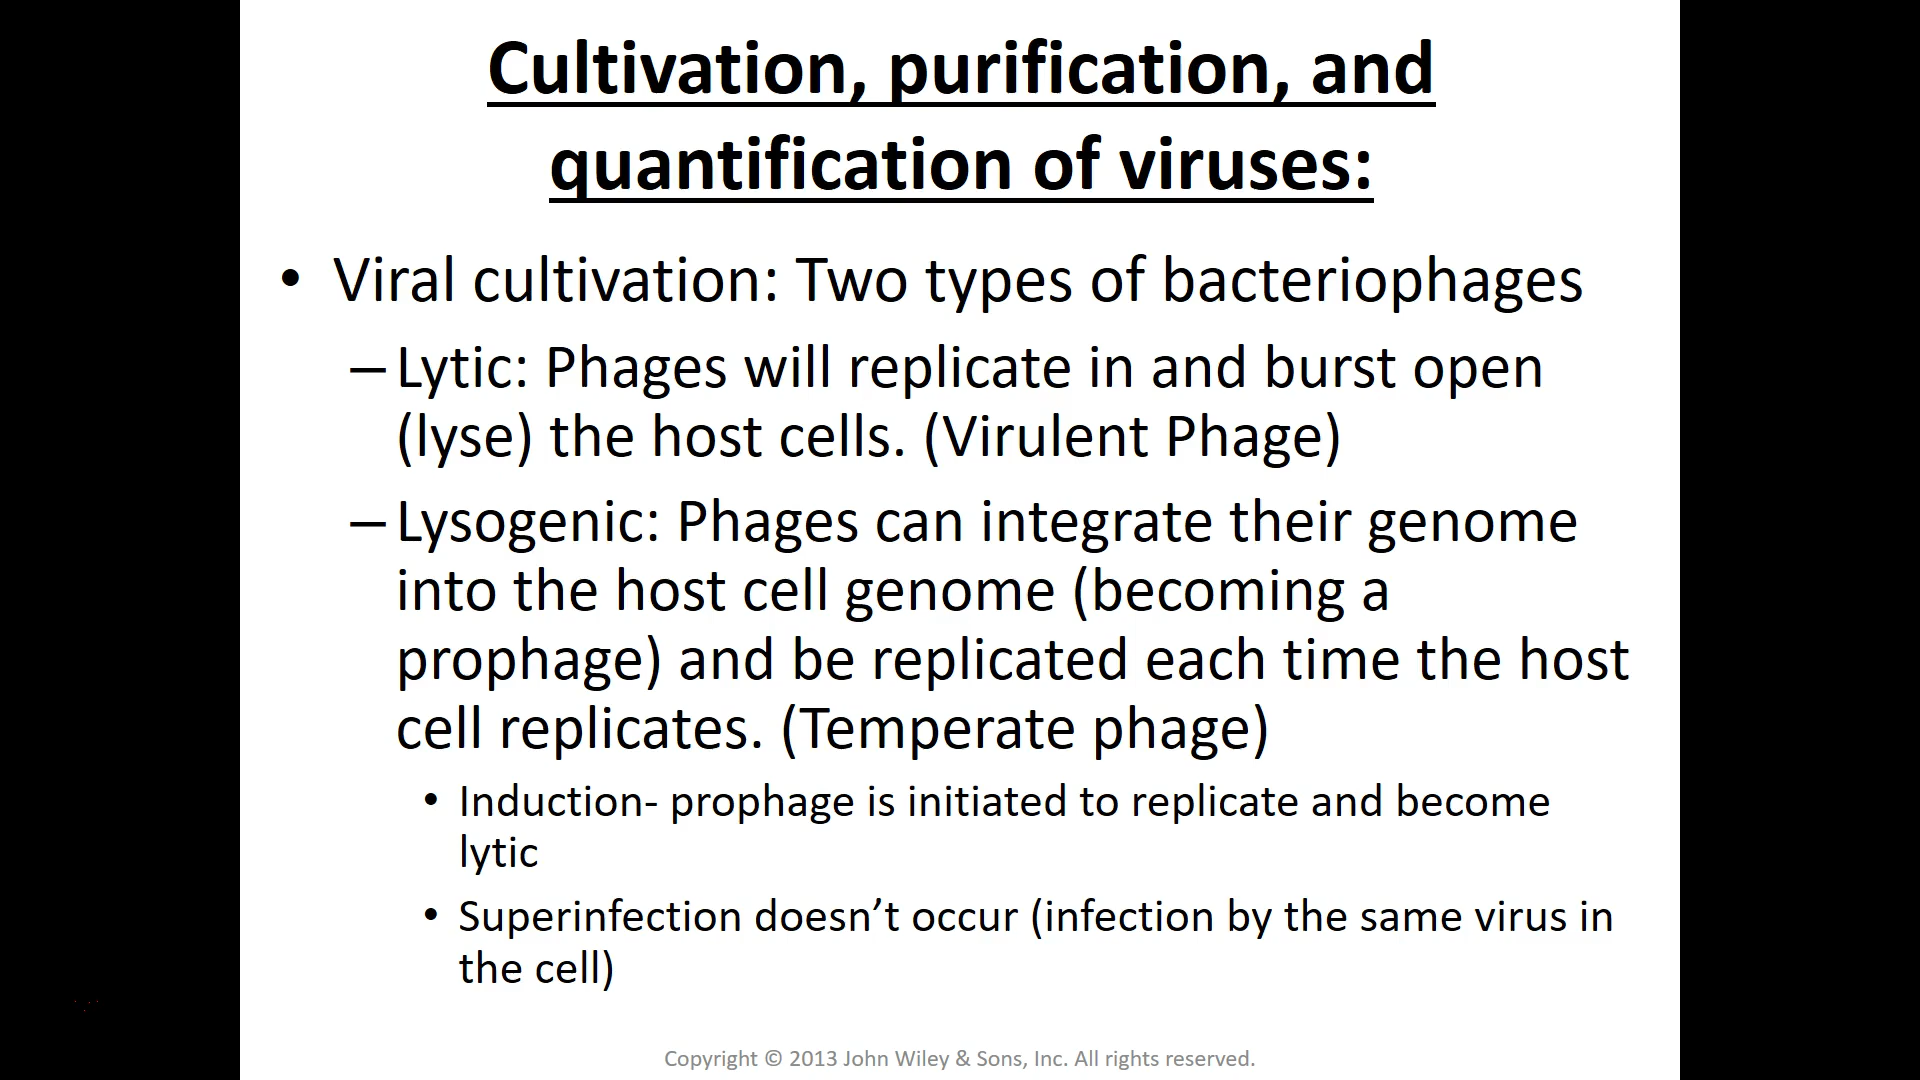 Cultivation, purification, and
quantification of viruses:
• Viral cultivation: Two types of bacteriophages
– Lytic: Phages will replicate in and burst open
(lyse) the host cells. (Virulent Phage)
– Lysogenic: Phages can integrate their genome
into the host cell genome (becoming a
prophage) and be replicated each time the host
cell replicates. (Temperate phage)
• Induction- prophage is initiated to replicate and become
lytic
• Superinfection doesn’t occur (infection by the same virus in
the cell)
Copyright © 2013 John Wiley & Sons, Inc. All rights reserved.